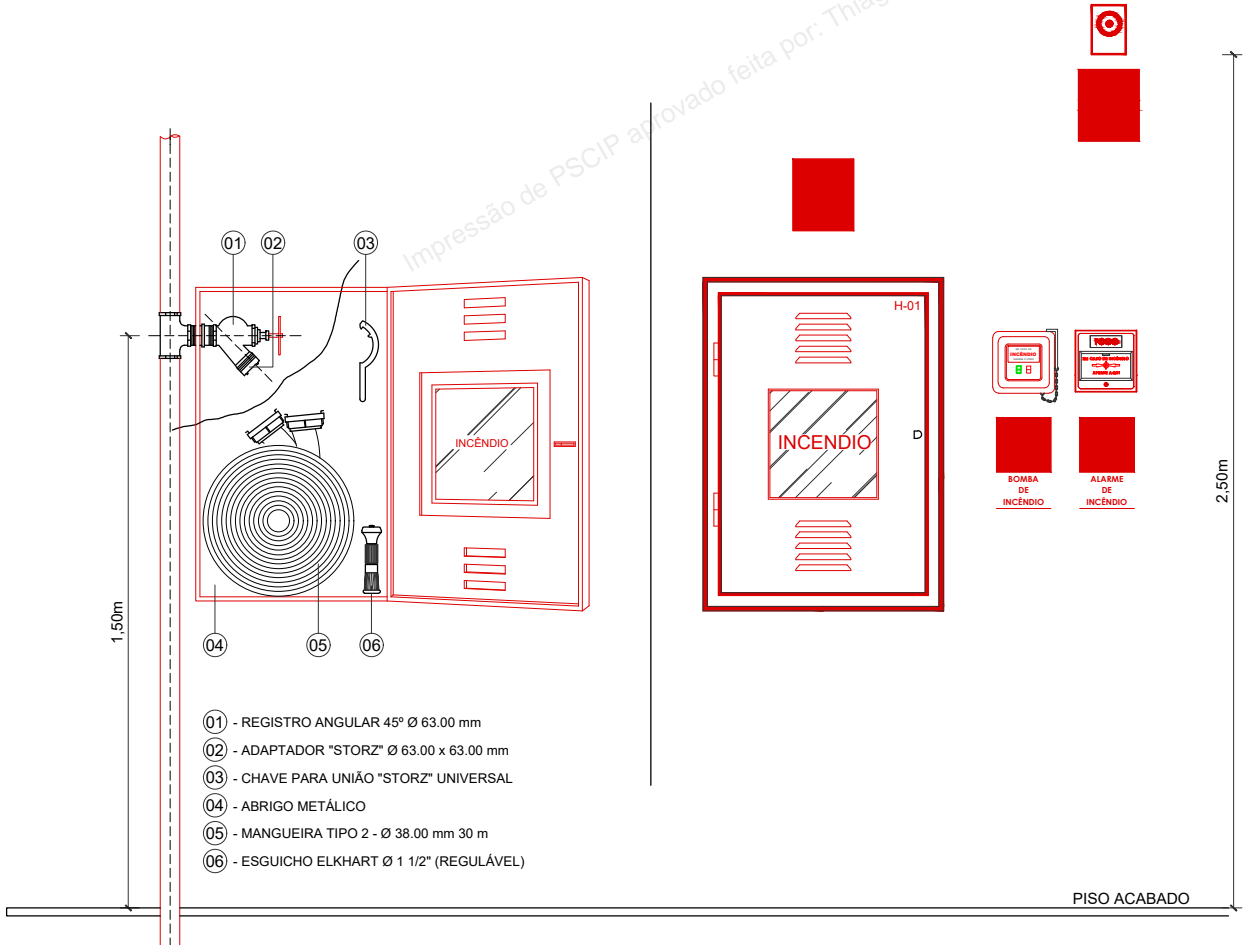 Impressão de PSCIP aprovado feita por: Thiag
01
02
03
INCÊNDIO
H-01
INCENDIO
INCÊNDIO
BOMBA
DE
INCÊNDIO
ALARME
DE
INCÊNDIO
2,50m
1,50m
04
05
06
01 - REGISTRO ANGULAR 45º Ø 63.00 mm
02 - ADAPTADOR "STORZ" Ø 63.00 x 63.00 mm
03 - CHAVE PARA UNIÃO "STORZ" UNIVERSAL
04 - ABRIGO METÁLICO
05 - MANGUEIRA TIPO 2 - Ø 38.00 mm 30 m
06 - ESGUICHO ELKHART Ø 1 1/2" (REGULÁVEL)
PISO ACABADO